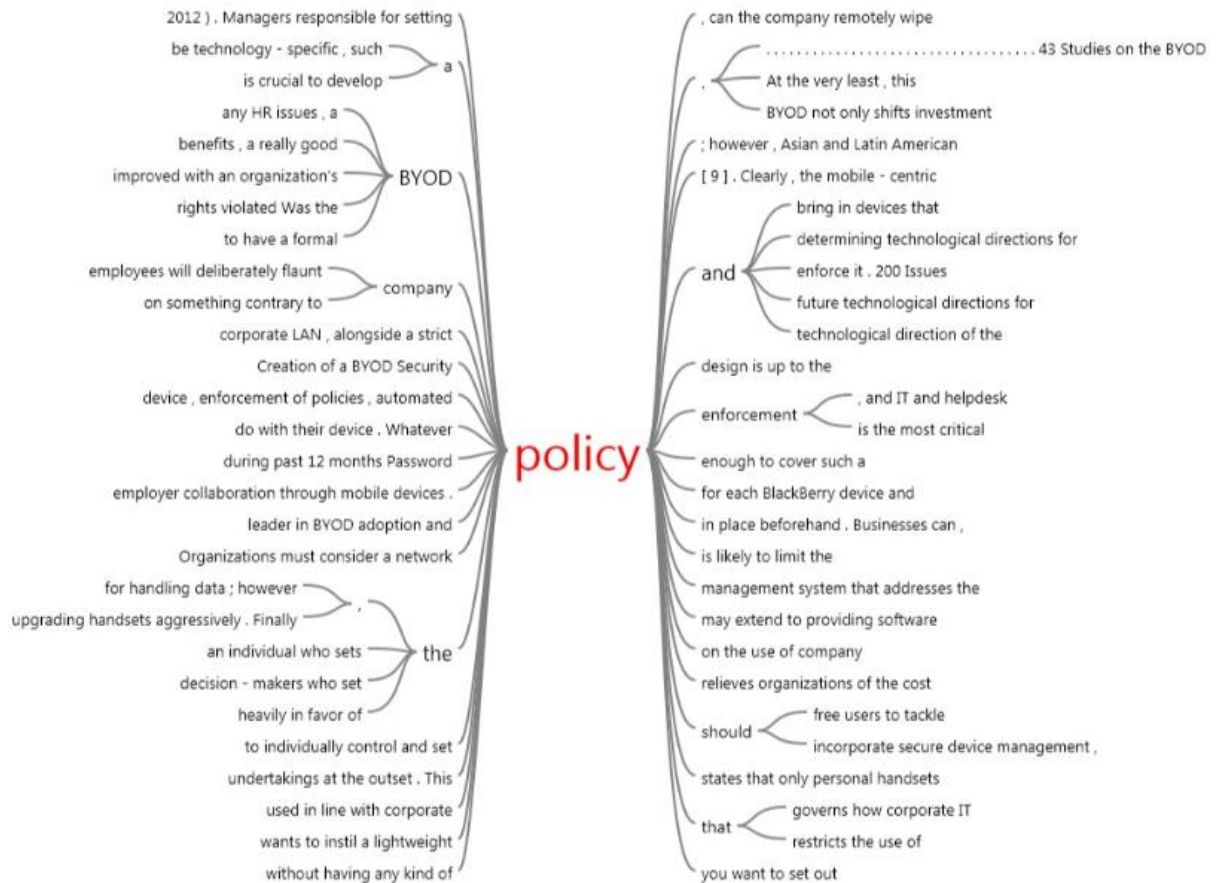 2012 ) . Managers responsible for setting
be technology - specific , such
is crucial to develop
a
any HR issues , a
benefits , a really good
improved with an organization's
rights violated Was the
to have a formal
BYOD
employees will deliberately flaunt
on something contrary to
company
corporate LAN , alongside a strict
Creation of a BYOD Security
device , enforcement of policies , automated
do with their device . Whatever
during past 12 months Password
employer collaboration through mobile devices .
leader in BYOD adoption and
Organizations must consider a network
for handling data ; however
upgrading handsets aggressively . Finally
,
an individual who sets
decision - makers who set
heavily in favor of
the
to individually control and set
undertakings at the outset . This
used in line with corporate
wants to instil a lightweight
without having any kind of
policy
, can the company remotely wipe
,
. . . . . . . . . . . . . . . . . . . . . . . . . . . . . . . . . . 43 Studies on the BYOD
At the very least , this
BYOD not only shifts investment
; however , Asian and Latin American
[ 9 ] . Clearly , the mobile - centric
and
bring in devices that
determining technological directions for
enforce it . 200 Issues
future technological directions for
technological direction of the
design is up to the
enforcement
, and IT and helpdesk
is the most critical
enough to cover such a
for each BlackBerry device and
in place beforehand . Businesses can ,
is likely to limit the
management system that addresses the
may extend to providing software
on the use of company
relieves organizations of the cost
should
free users to tackle
incorporate secure device management ,
states that only personal handsets
that
governs how corporate IT
restricts the use of
you want to set out